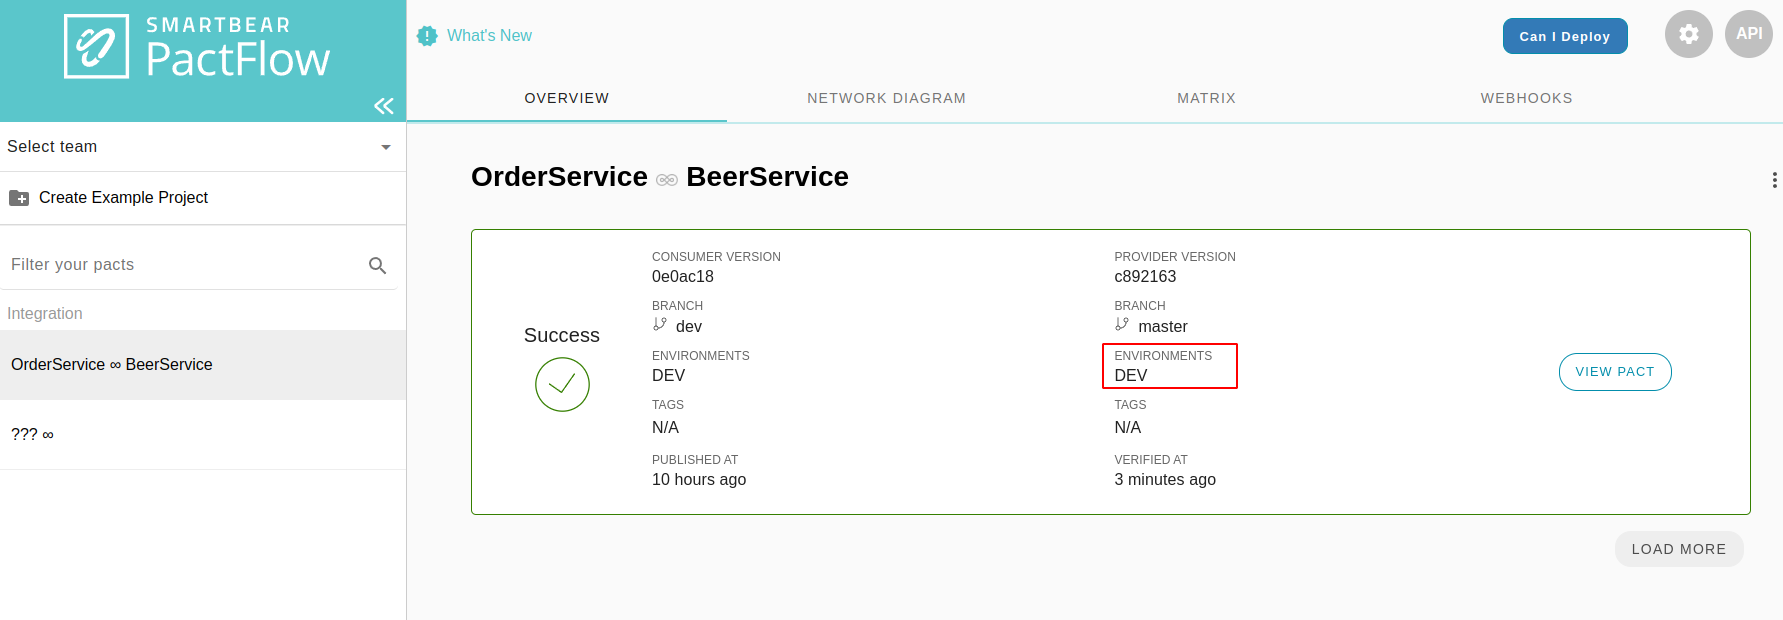 SMARTBEAR
PactFlow
Select team
Create Example Project
Filter your pacts
Integration
OrderService ∞ BeerService
??? ∞
What's New
Can I Deploy
API
OVERVIEW
NETWORK DIAGRAM
MATRIX
WEBHOOKS
OrderService BeerService
Success
CONSUMER VERSION
0e0ac18
BRANCH
dev
ENVIRONMENTS
DEV
TAGS
N/A
PUBLISHED AT
10 hours ago
PROVIDER VERSION
c892163
BRANCH
master
ENVIRONMENTS
DEV
TAGS
N/A
VERIFIED AT
3 minutes ago
VIEW PACT
LOAD MORE